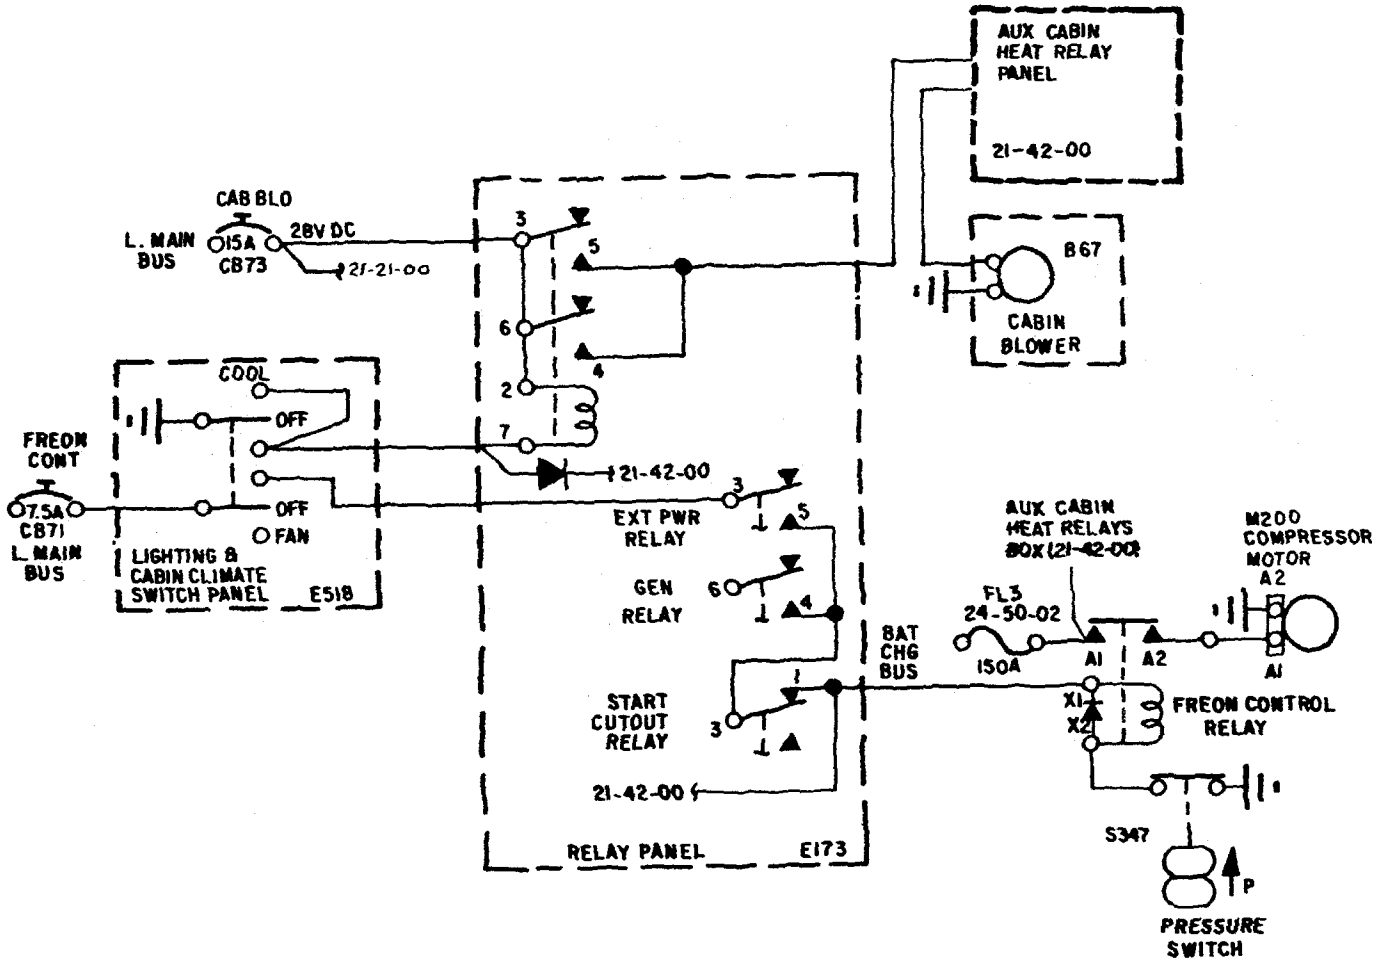 AUX CABIN
HEAT RELAY
PANEL
21-42-00
CAB BLO
L. MAIN
BUS
15A
CB73
28V DC
21-21-00
3
5
6
4
2
7
B67
CABIN
BLOWER
COOL
OFF
OFF
FAN
FREON
CONT
7.5A
CB71
L. MAIN
BUS
LIGHTING &
CABIN CLIMATE
SWITCH PANEL
E518
21-42-00
3
5
EXT PWR
RELAY
6
4
GEN
RELAY
1
3
START
CUTOUT
RELAY
21-42-00
RELAY PANEL
E173
BAT
CHG
BUS
AUX CABIN
HEAT RELAYS
BOX (21-42-00)
FL3
24-50-02
150A
A1
A2
M200
COMPRESSOR
MOTOR
A2
A1
X1
X2
FREON CONTROL
RELAY
S347
P
PRESSURE
SWITCH